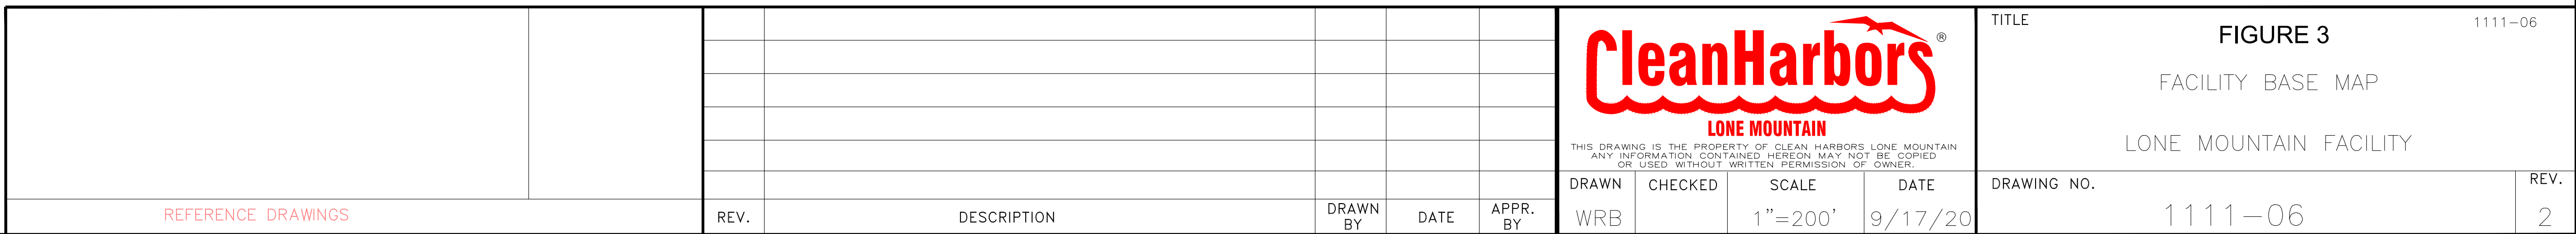 REFERENCE DRAWINGS
REV.
DESCRIPTION
DRAWN
BY
DATE
APPR.
BY
CleanHarbors®
LONE MOUNTAIN
THIS DRAWING IS THE PROPERTY OF CLEAN HARBORS LONE MOUNTAIN
ANY INFORMATION CONTAINED HEREON MAY NOT BE COPIED
OR USED WITHOUT WRITTEN PERMISSION OF OWNER.
DRAWN
WRB
CHECKED
SCALE
1"=200'
DATE
9/17/20
TITLE
1111-06
FIGURE 3
FACILITY BASE MAP
LONE MOUNTAIN FACILITY
DRAWING NO.
1111-06
REV.
2